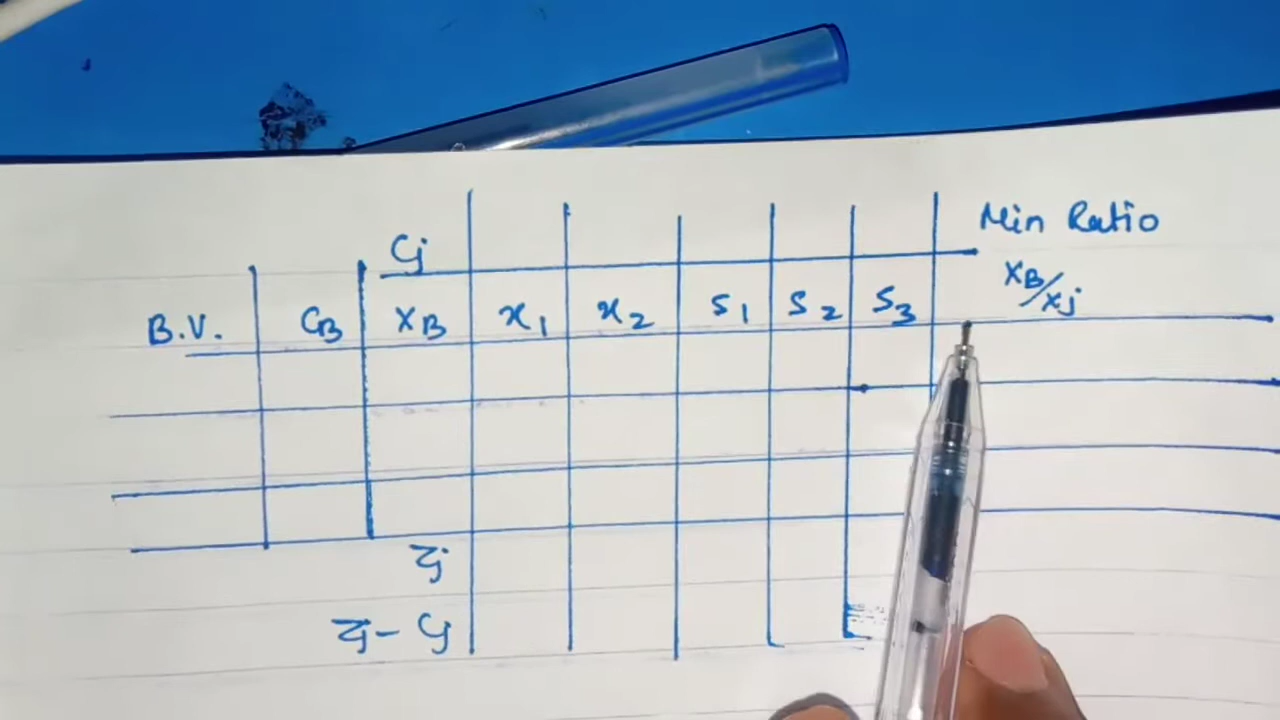 Cj Min Ratio
B.V. CB XB x1 x2 S1 S2 S3 XB/xj
Zj
Zj - Cj